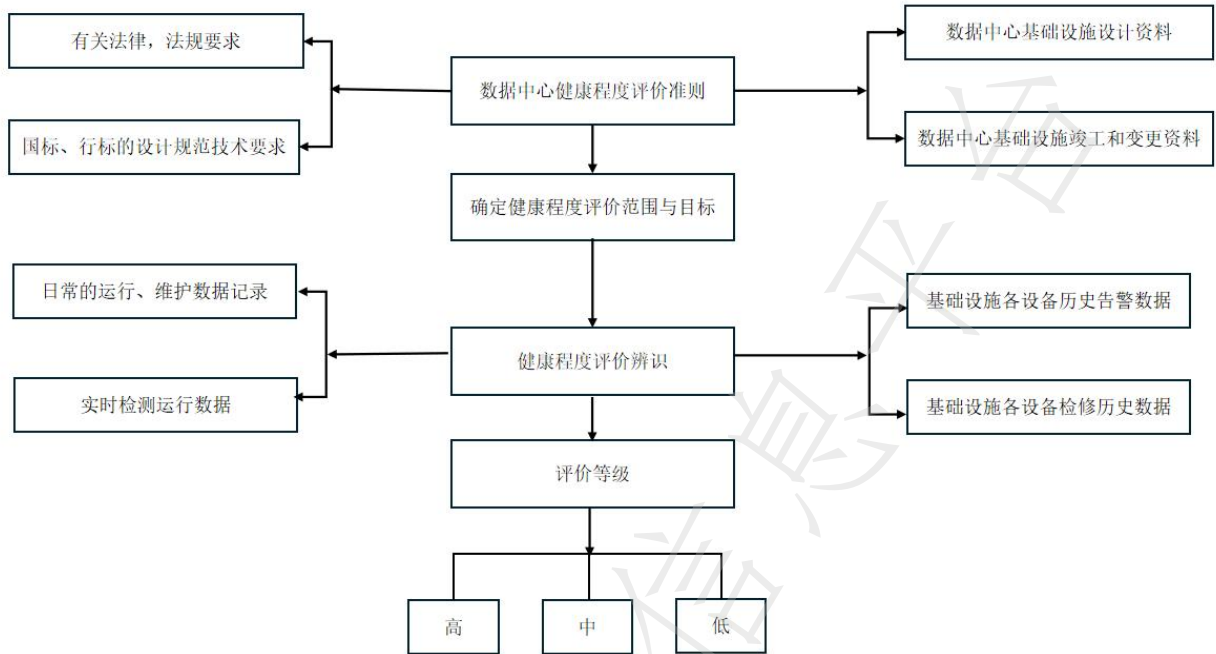 有关法律，法规要求
数据中心基础设施设计资料
数据中心健康程度评价准则
国标、行标的设计规范技术要求
数据中心基础设施竣工和变更资料
确定健康程度评价范围与目标
日常的运行、维护数据记录
基础设施各设备历史告警数据
健康程度评价辨识
实时检测运行数据
基础设施各设备检修历史数据
评价等级
高
中
低
信息平台